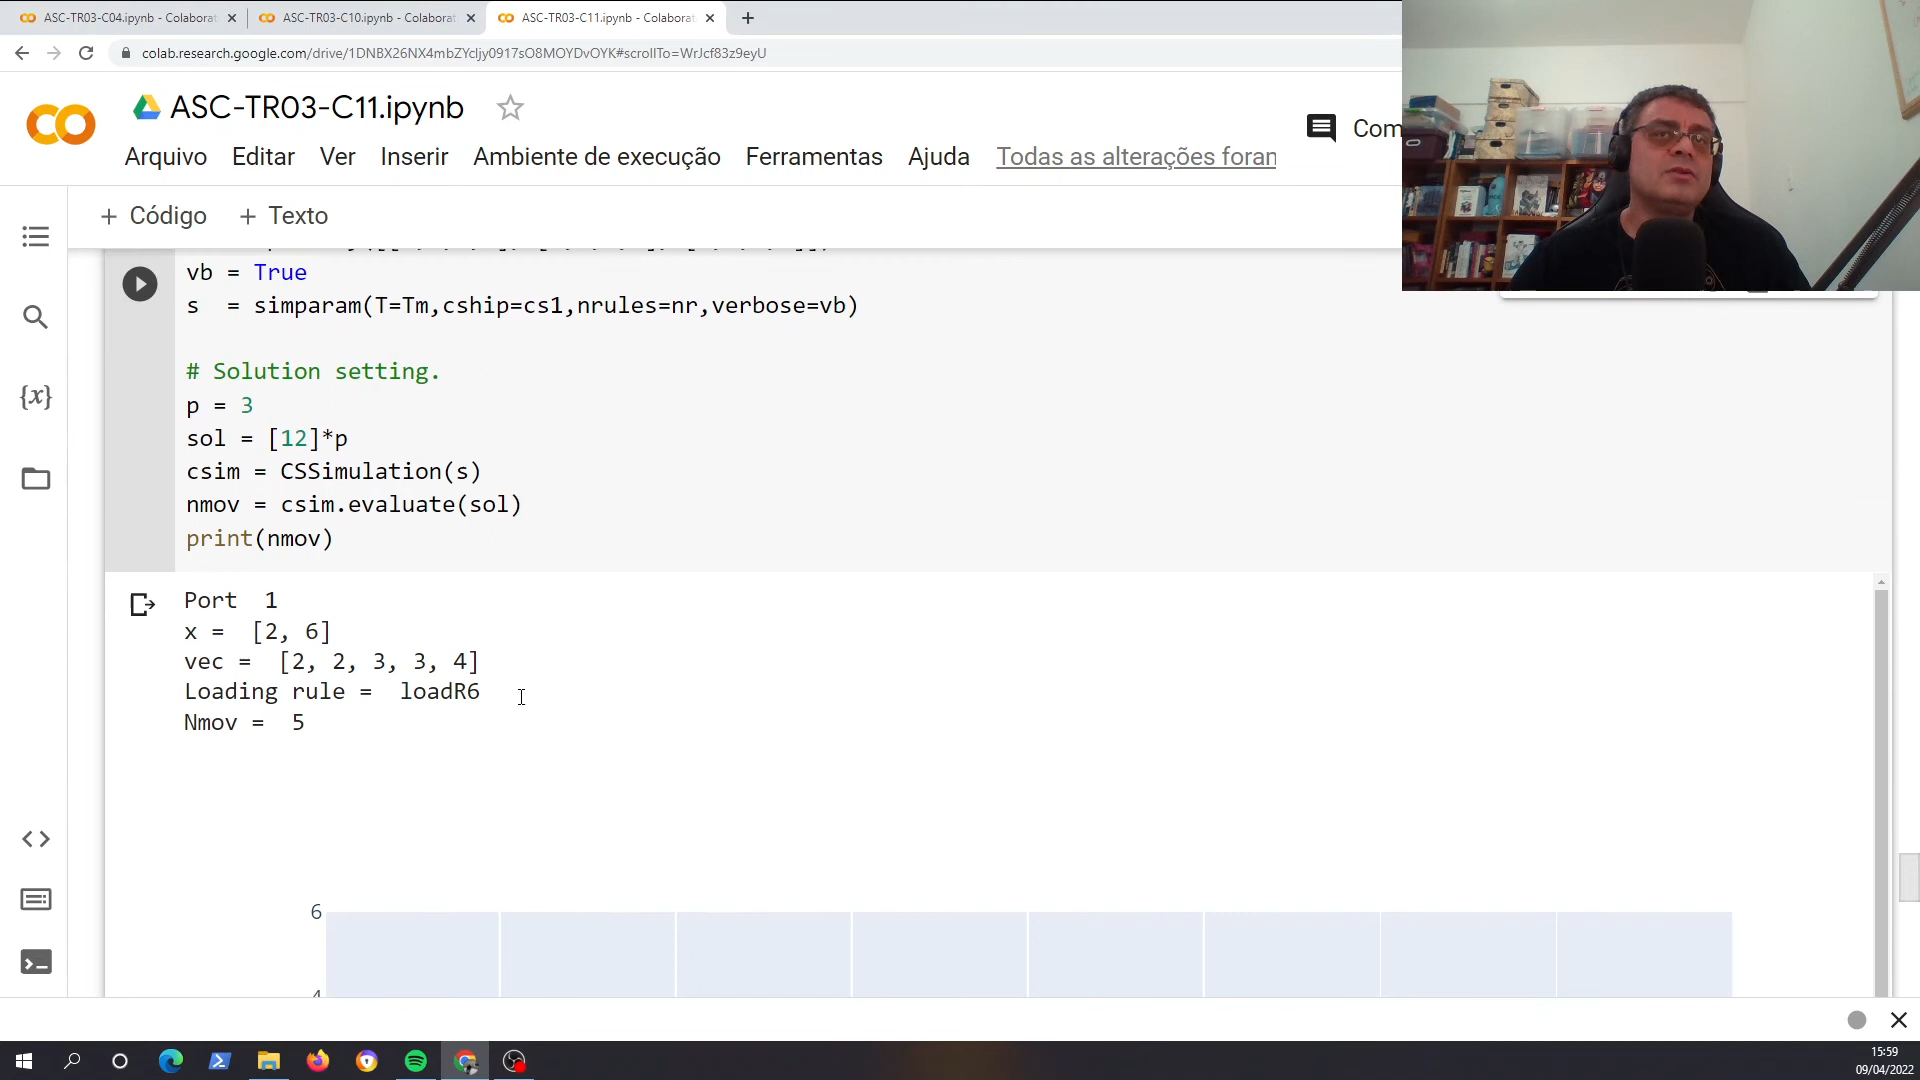 ASC-TR03-C04.ipynb - Colaborat
ASC-TR03-C10.ipynb - Colaborat
ASC-TR03-C11.ipynb - Colaborat
colab.research.google.com/drive/1DNBX26NX4mbZYcIjy0917sO8MOYDvOYK#scrollTo=WrJcf83z9eyU
CO
ASC-TR03-C11.ipynb
Com
Arquivo Editar Ver Inserir Ambiente de execução Ferramentas Ajuda Todas as alterações foran
+ Código + Texto
vb = True
s = simparam(T=Tm,cship=cs1,nrules=nr,verbose=vb)
# Solution setting.
p = 3
sol = [12]*p
csim = CSSimulation(s)
nmov = csim.evaluate(sol)
print(nmov)
Port 1
x = [2, 6]
vec = [2, 2, 3, 3, 4]
Loading rule = loadR6
Nmov = 5
6
4
{x}
15:59
09/04/2022